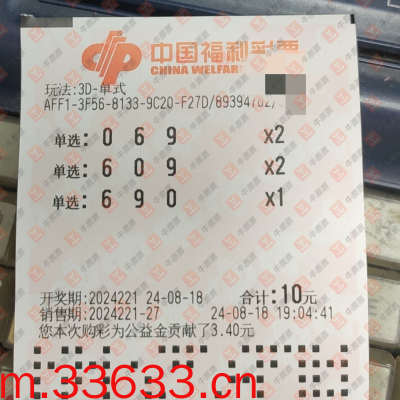 中国福利彩票
CHINA WELFAR
玩法:3D-单式
AFF1-3F56-8133-9C20-F27D/89394702/
单选: 0 6 9 x2
单选: 6 0 9 x2
单选: 6 9 0 x1
开奖期:2024221 24-08-18 合计:10元
销售期:2024221-27 24-08-18 19:04:41
您本次购彩为公益金贡献了3.40元
m.33633.cn